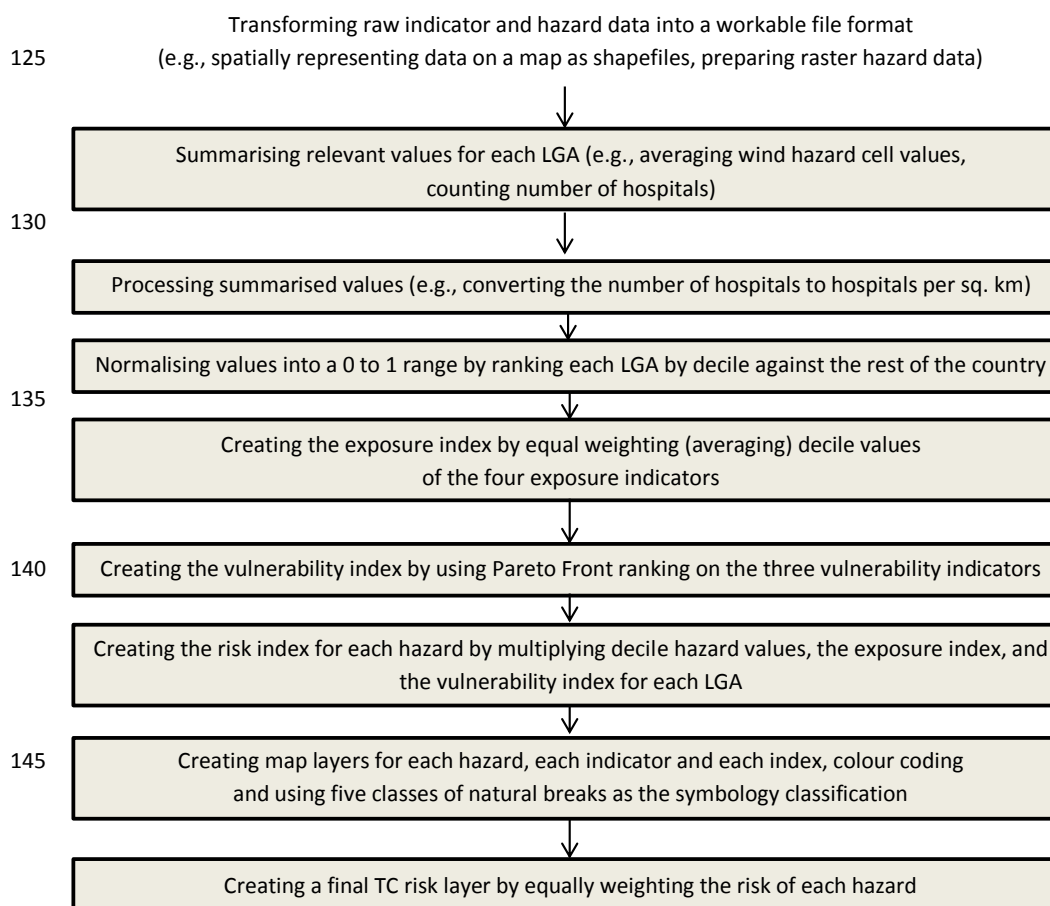 Transforming raw indicator and hazard data into a workable file format
125
(e.g., spatially representing data on a map as shapefiles, preparing raster hazard data)
Summarising relevant values for each LGA (e.g., averaging wind hazard cell values,
counting number of hospitals)
130
Processing summarised values (e.g., converting the number of hospitals to hospitals per sq. km)
Normalising values into a 0 to 1 range by ranking each LGA by decile against the rest of the country
135
Creating the exposure index by equal weighting (averaging) decile values
of the four exposure indicators
140
Creating the vulnerability index by using Pareto Front ranking on the three vulnerability indicators
Creating the risk index for each hazard by multiplying decile hazard values, the exposure index, and
the vulnerability index for each LGA
145
Creating map layers for each hazard, each indicator and each index, colour coding
and using five classes of natural breaks as the symbology classification
Creating a final TC risk layer by equally weighting the risk of each hazard